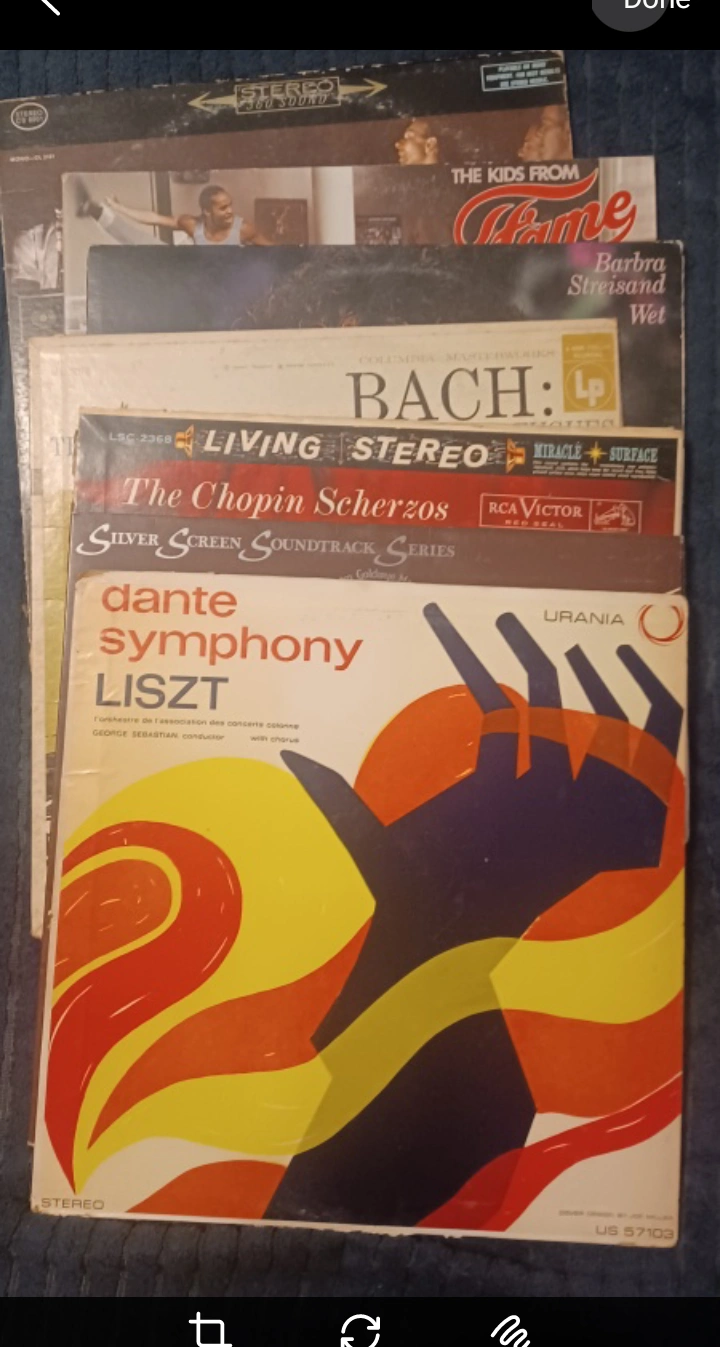 Done
STEREO
360 SOUND
STEREO
THE KIDS FROM
Fame
Barbra
Streisand
Wet
COLUMBIA MASTERWORKS
BACH:
Lp
LSC-2368
LIVING STEREO
MIRACLE SURFACE
The Chopin Scherzos
RCA VICTOR
RED SEAL
SILVER SCREEN SOUNDTRACK SERIES
dante
symphony
LISZT
URANIA
l'orchestre de l'association des concerts colonne
GEORGE SEBASTIAN, conductor with chorus
STEREO
US 57103